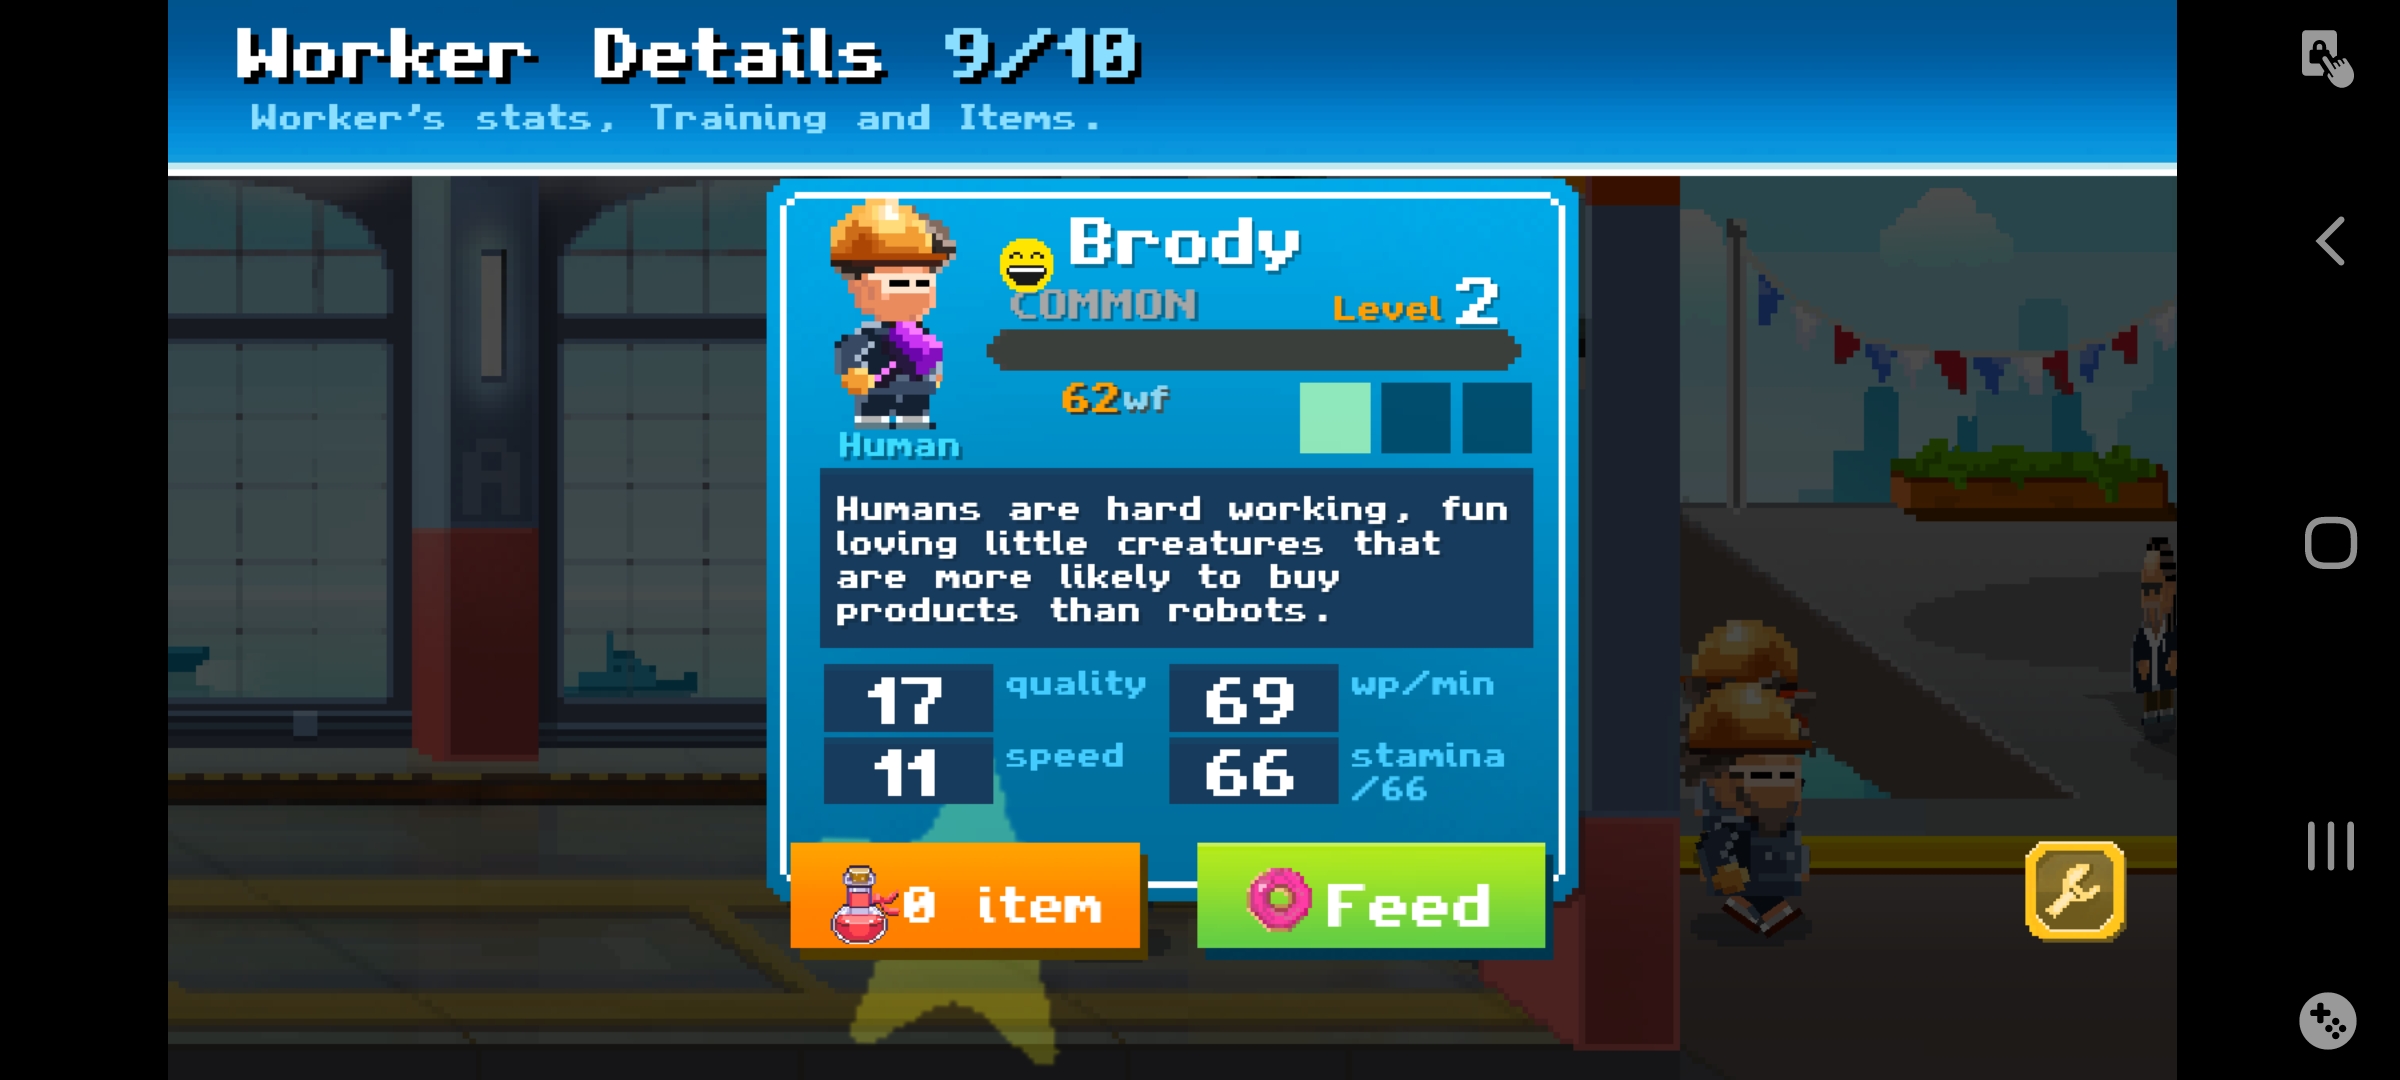 Worker Details 9/10
Worker's stats, Training and Items.
Brody
COMMON Level 2
62wf
Human
Humans are hard working, fun
loving little creatures that
are more likely to buy
products than robots.
17 quality 69 wp/min
11 speed 66 stamina
/66
0 item Feed
A